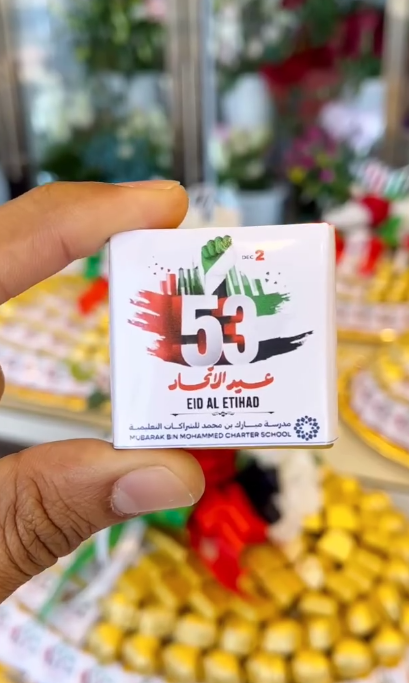 DEC 2
53
عيد الاتحاد
EID AL ETIHAD
مدرسة مبارك بن محمد للشراكات التعليمية
MUBARAK BIN MOHAMMED CHARTER SCHOOL